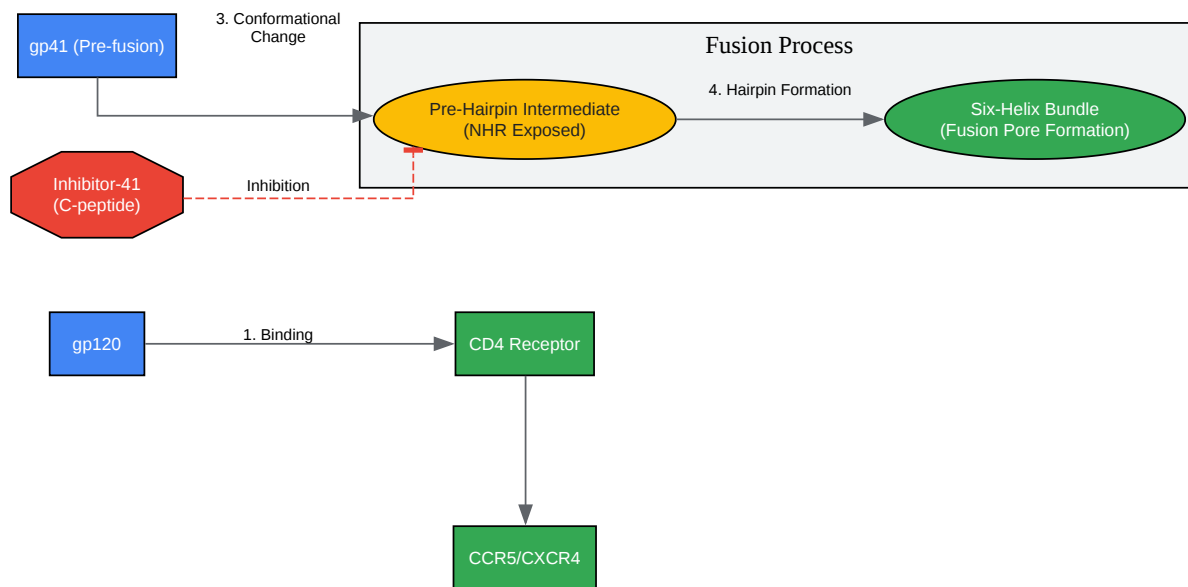 3. Conformational
Change
gp41 (Pre-fusion)
Fusion Process
Pre-Hairpin Intermediate
(NHR Exposed)
4. Hairpin Formation
Six-Helix Bundle
(Fusion Pore Formation)
Inhibitor-41
(C-peptide)
Inhibition
gp120
1. Binding
CD4 Receptor
CCR5/CXCR4